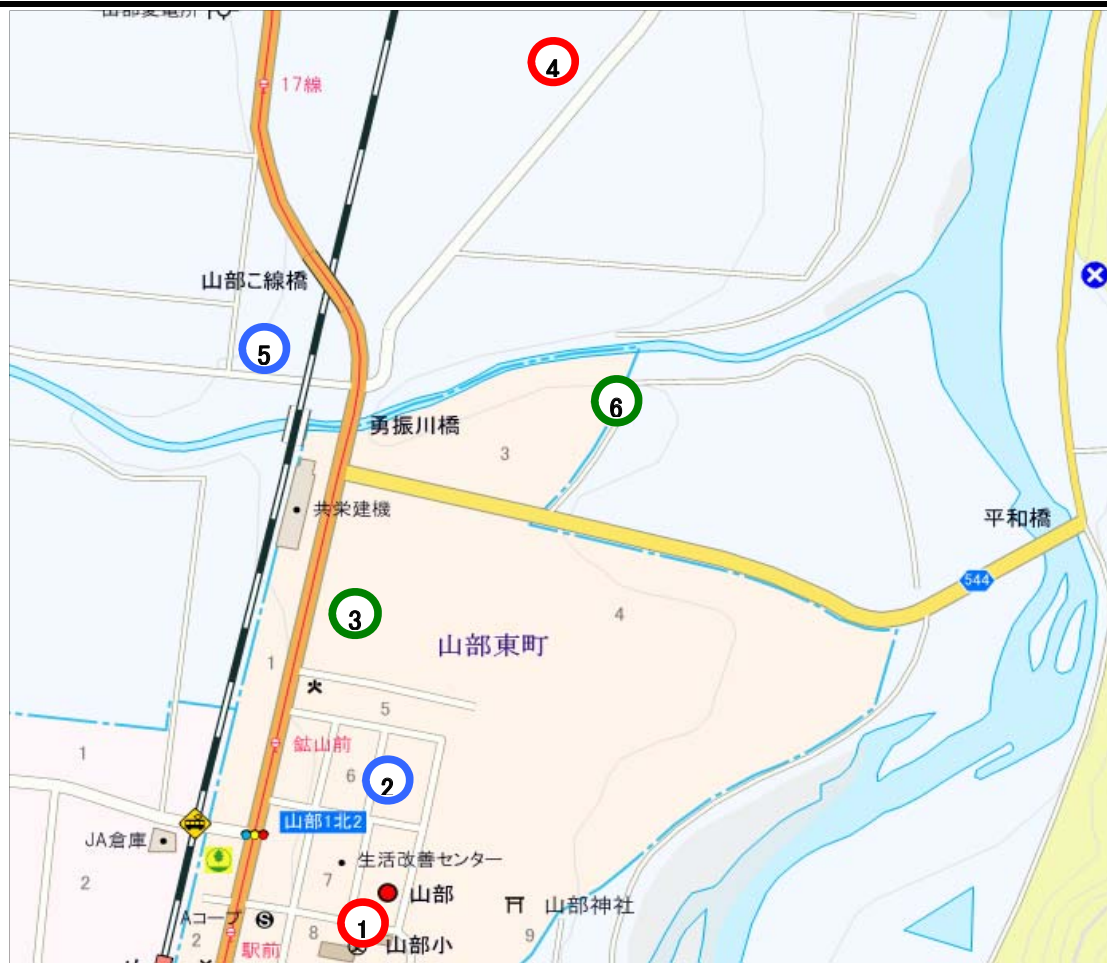 山部変電所
17線
4
山部こ線橋
5
6
勇振川橋
3
共栄建機
平和橋
544
3
4
山部東町
1
5
鉱山前
6
2
1
山部1北2
JA倉庫
生活改善センター
2
7
山部
山部神社
Aコープ
S
1
2
8
山部小
9
駅前